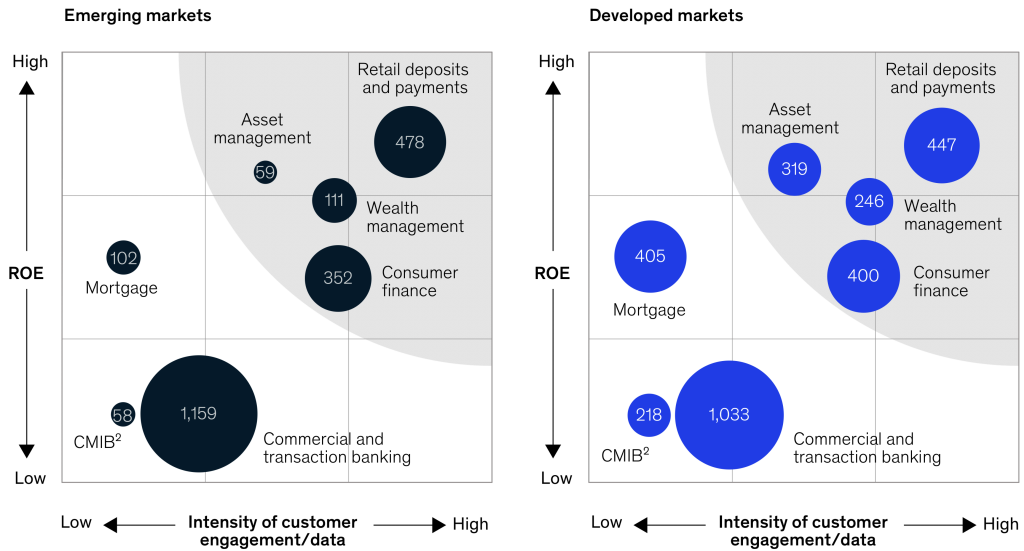 Emerging markets
High
ROE
Low
Retail deposits
and payments
478
Asset
management
59
111
Wealth
management
102
Mortgage
352
Consumer
finance
58
CMIB²
1,159
Commercial and
transaction banking
Low
Intensity of customer
engagement/data
High
Developed markets
High
ROE
Low
Retail deposits
and payments
447
Asset
management
319
246
Wealth
management
405
Mortgage
400
Consumer
finance
218
CMIB²
1,033
Commercial and
transaction banking
Low
Intensity of customer
engagement/data
High